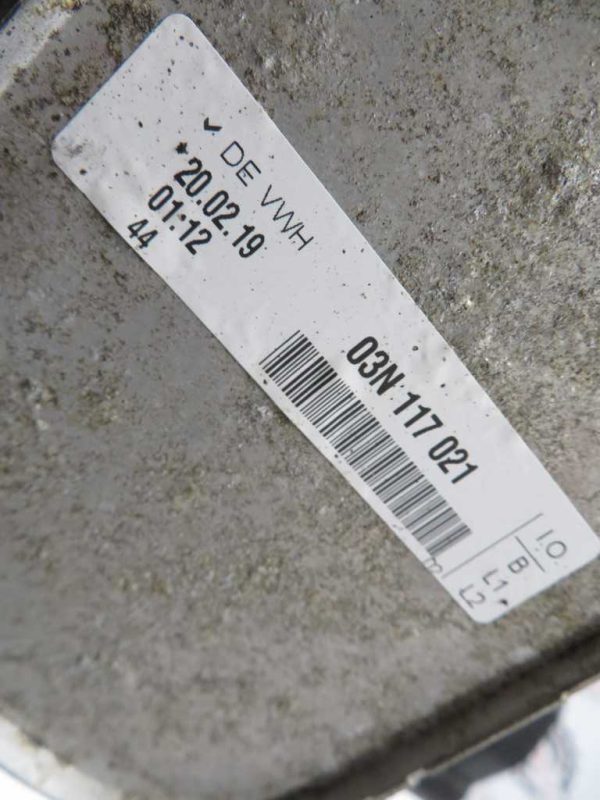 ✓ DE VWH
*20.02.19
01:12
44
03N 117 021
I.O
B
L1
L2
m